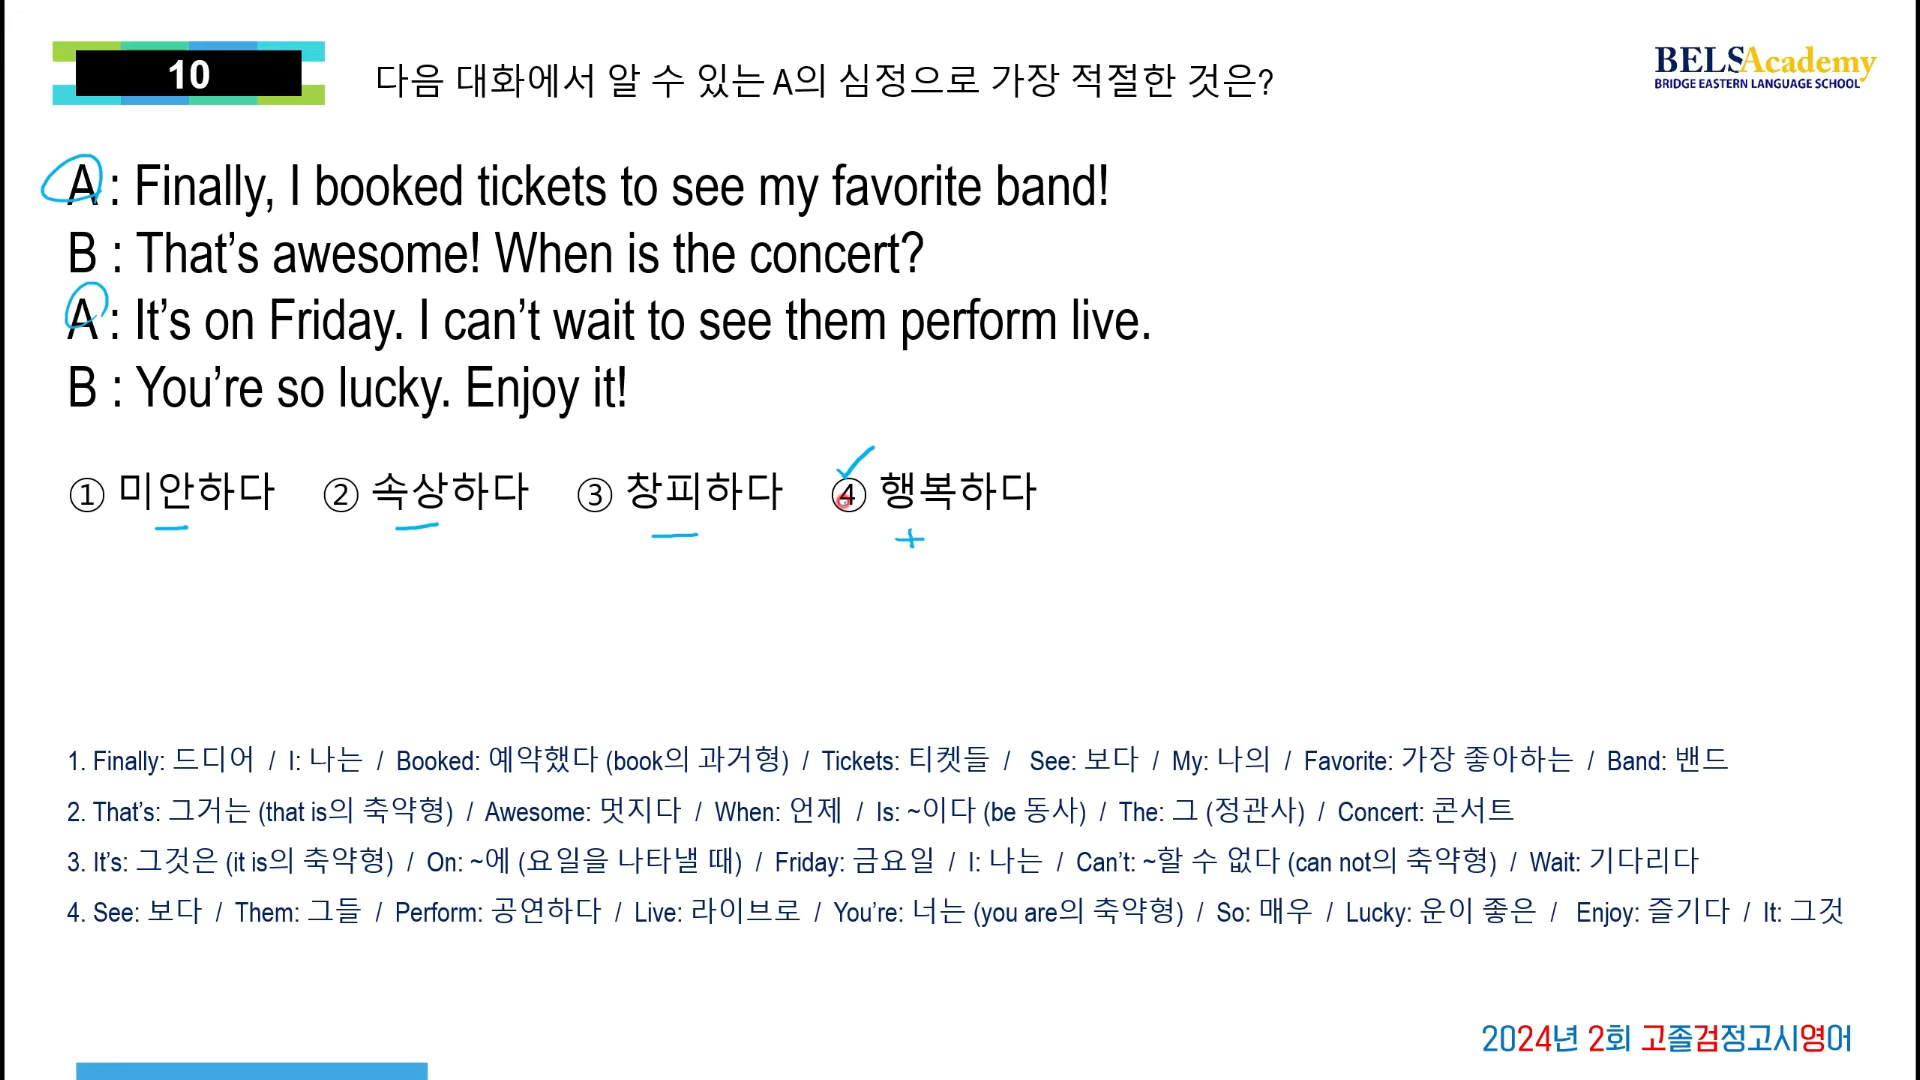 10
다음 대화에서 알 수 있는 A의 심정으로 가장 적절한 것은?
BELSAcademy
BRIDGE EASTERN LANGUAGE SCHOOL
A : Finally, I booked tickets to see my favorite band!
B : That’s awesome! When is the concert?
A : It’s on Friday. I can’t wait to see them perform live.
B : You’re so lucky. Enjoy it!
① 미안하다 ② 속상하다 ③ 창피하다 ④ 행복하다
1. Finally: 드디어 / I: 나는 / Booked: 예약했다 (book의 과거형) / Tickets: 티켓들 / See: 보다 / My: 나의 / Favorite: 가장 좋아하는 / Band: 밴드
2. That’s: 그거는 (that is의 축약형) / Awesome: 멋지다 / When: 언제 / Is: ~이다 (be 동사) / The: 그 (정관사) / Concert: 콘서트
3. It’s: 그것은 (it is의 축약형) / On: ~에 (요일을 나타낼 때) / Friday: 금요일 / I: 나는 / Can’t: ~할 수 없다 (can not의 축약형) / Wait: 기다리다
4. See: 보다 / Them: 그들 / Perform: 공연하다 / Live: 라이브로 / You’re: 너는 (you are의 축약형) / So: 매우 / Lucky: 운이 좋은 / Enjoy: 즐기다 / It: 그것
2024년 2회 고졸검정고시영어